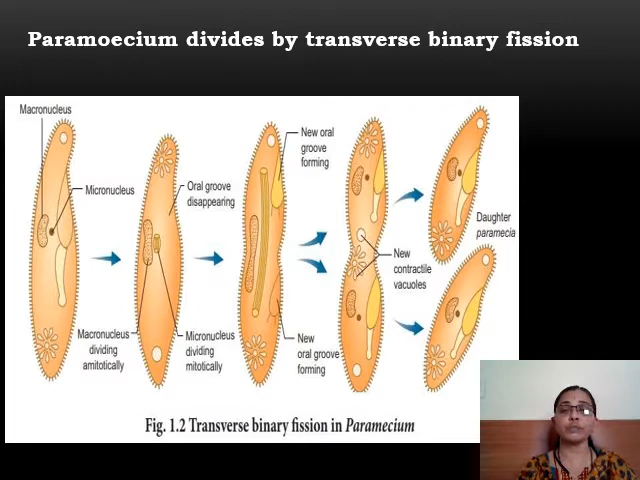 Paramoecium divides by transverse binary fission
Macronucleus
Micronucleus
Oral groove
disappearing
New oral
groove
forming
Daughter
paramecia
New
contractile
vacuoles
Macronucleus
dividing
amitotically
Micronucleus
dividing
mitotically
New
oral groove
forming
Fig. 1.2 Transverse binary fission in Paramecium